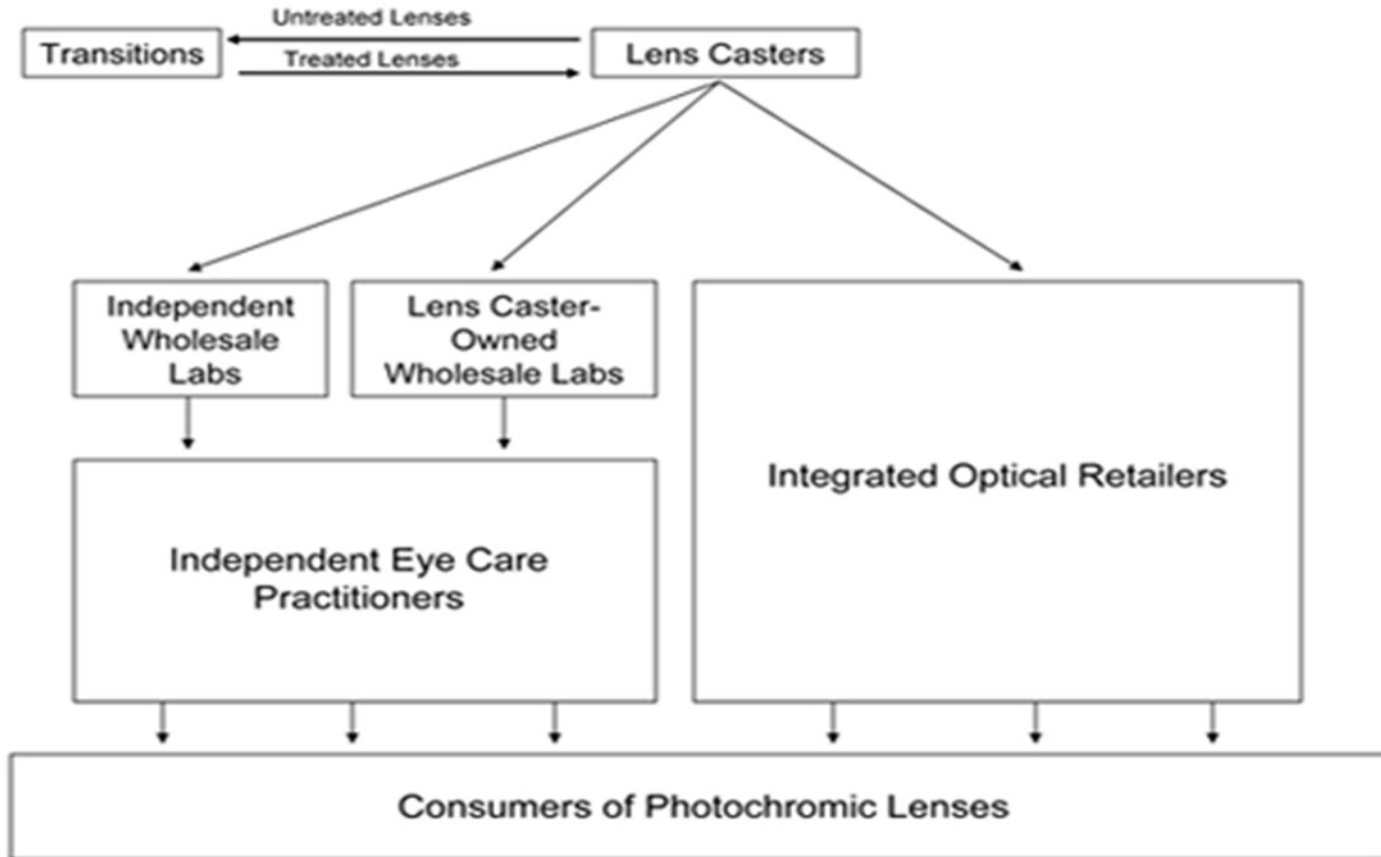 Untreated Lenses
Transitions
Treated Lenses
Lens Casters
Independent
Wholesale
Labs
Lens Caster-
Owned
Wholesale Labs
Integrated Optical Retailers
Independent Eye Care
Practitioners
Consumers of Photochromic Lenses